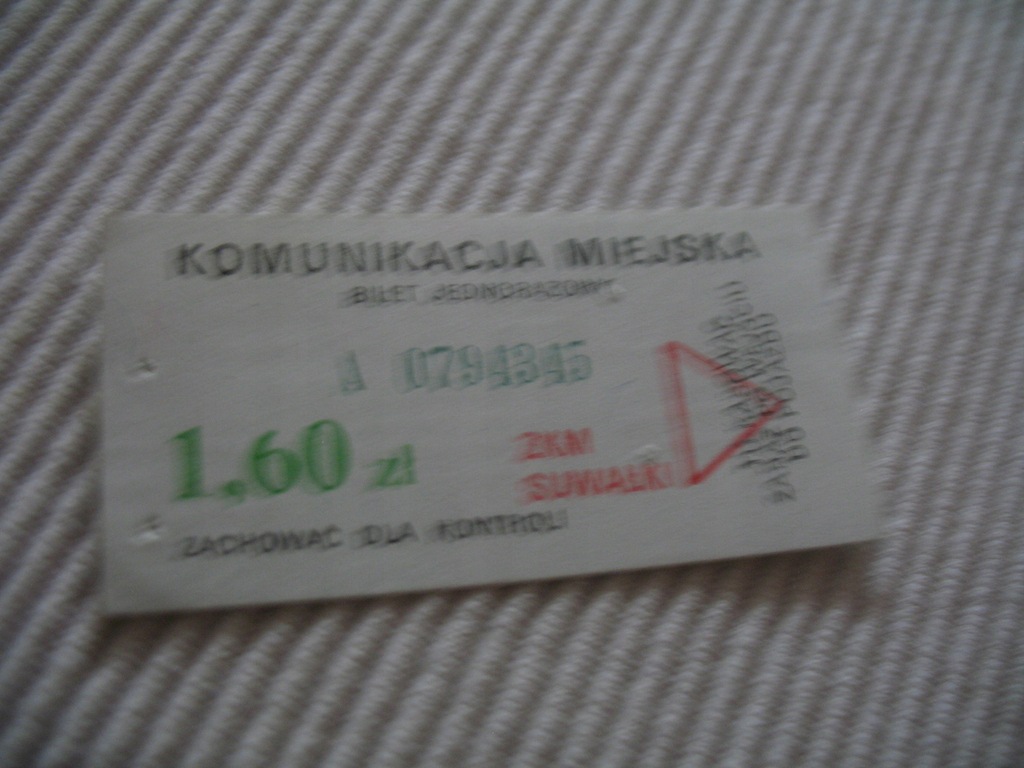 KOMUNIKACJA MIEJSKA
BILET JEDNORAZOWY
A 0794345
1,60 zł
ZKM
SUWAŁKI
ZACHOWAĆ DLA KONTROLI